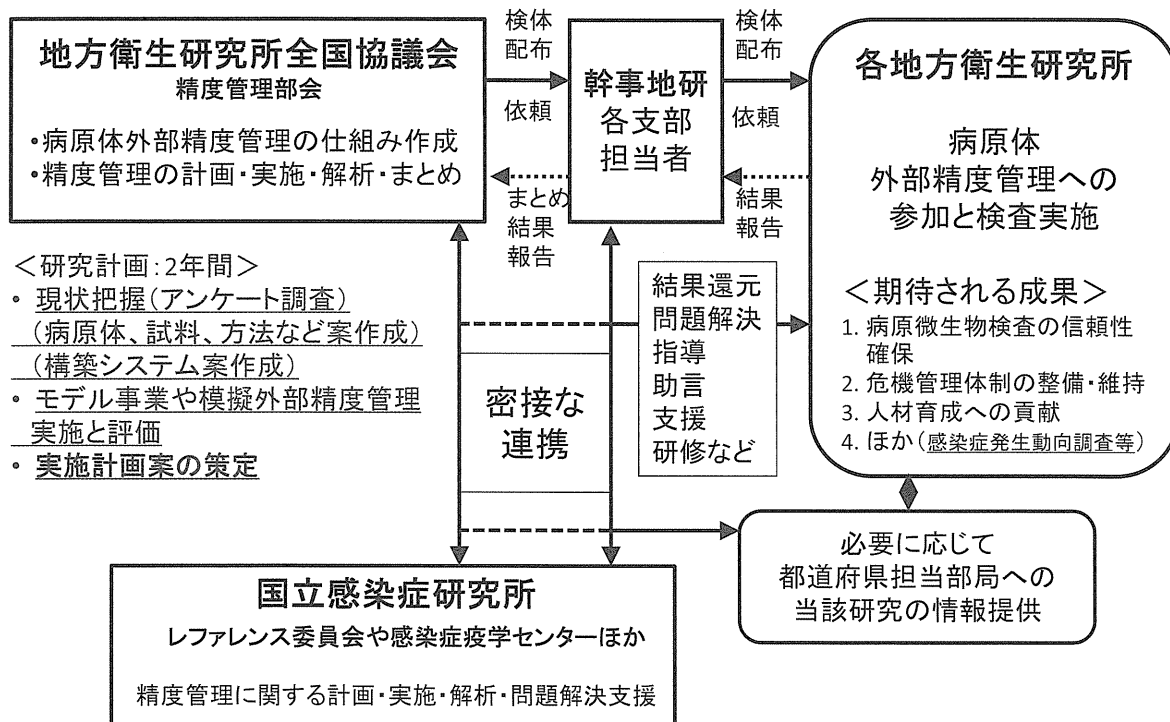 地方衛生研究所全国協議会
精度管理部会
・病原体外部精度管理の仕組み作成
・精度管理の計画・実施・解析・まとめ
検体
配布
依頼
まとめ
結果
報告
幹事地研
各支部
担当者
検体
配布
依頼
結果
報告
各地方衛生研究所
病原体
外部精度管理への
参加と検査実施
＜期待される成果＞
1. 病原微生物検査の信頼性
確保
2. 危機管理体制の整備・維持
3. 人材育成への貢献
4. ほか（感染症発生動向調査等）
＜研究計画：2年間＞
・ 現状把握（アンケート調査）
（病原体、試料、方法など案作成）
（構築システム案作成）
・ モデル事業や模擬外部精度管理
実施と評価
・ 実施計画案の策定
密接な
連携
結果還元
問題解決
指導
助言
支援
研修など
必要に応じて
都道府県担当部局への
当該研究の情報提供
国立感染症研究所
レファレンス委員会や感染症疫学センターほか
精度管理に関する計画・実施・解析・問題解決支援